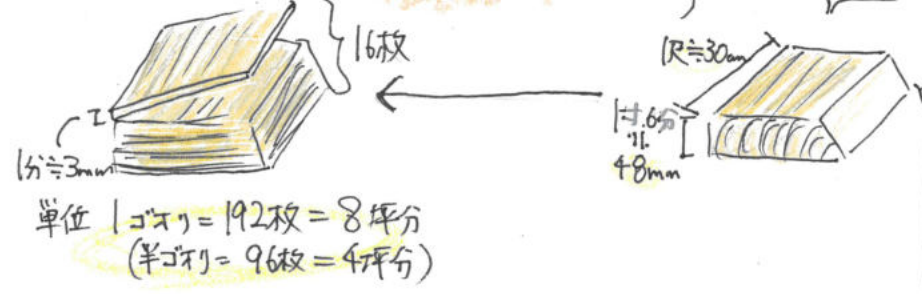 16枚
1尺≒30cm
1寸6分
≒
48mm
1分≒3mm
単位 1ゴオリ=192枚=8坪分
(半ゴオリ=96枚=4坪分)